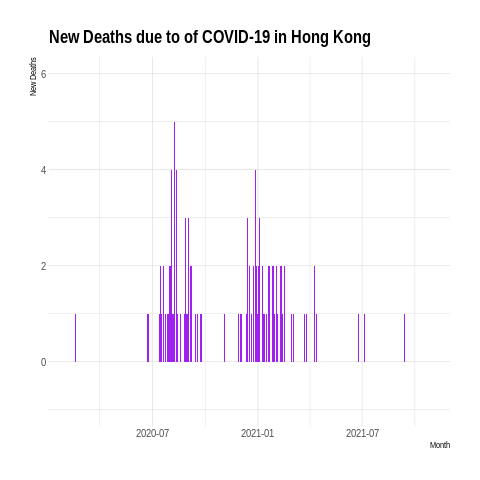 New Deaths due to of COVID-19 in Hong Kong
New Deaths
6
4
2
0
2020-07
2021-01
2021-07
Month